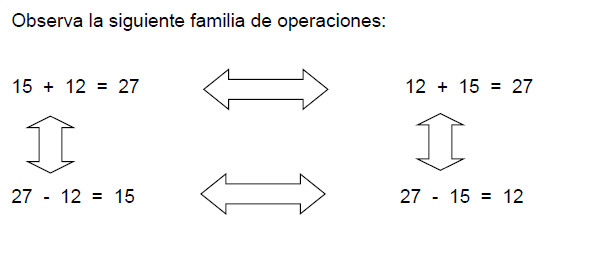 Observa la siguiente familia de operaciones:
15 + 12 = 27 12 + 15 = 27
27 - 12 = 15 27 - 15 = 12